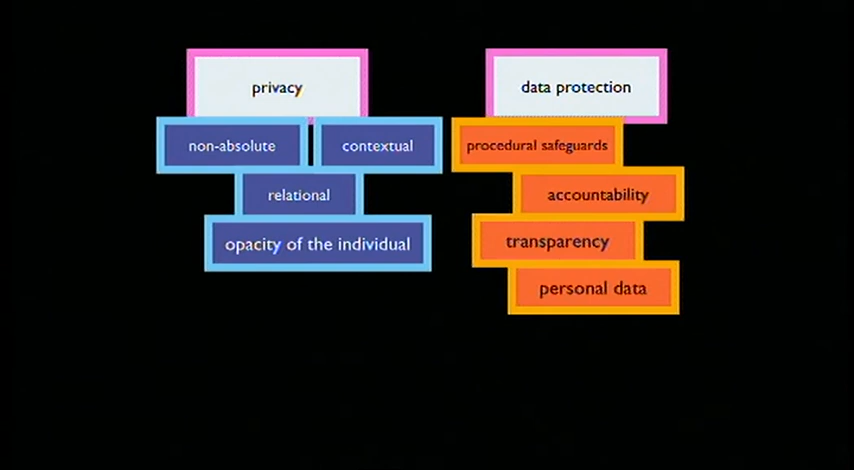 privacy
non-absolute
contextual
relational
opacity of the individual
data protection
procedural safeguards
accountability
transparency
personal data